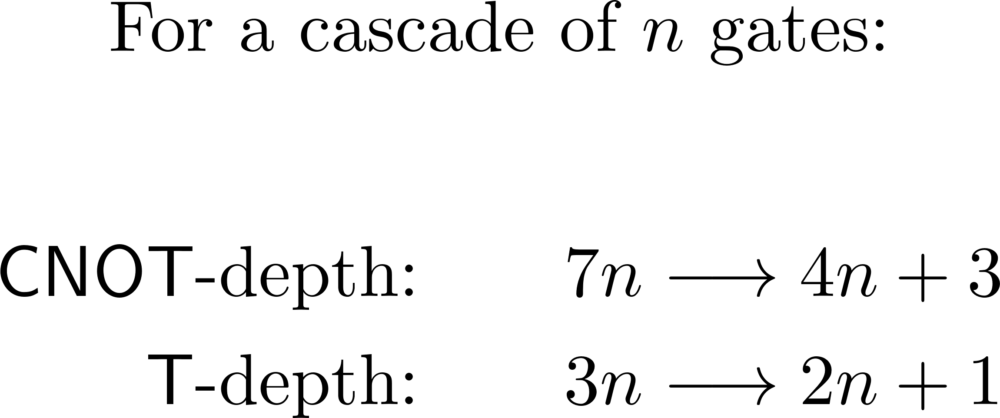 For a cascade of n gates:
CNOT-depth: 7n ⟶ 4n + 3
T-depth: 3n ⟶ 2n + 1